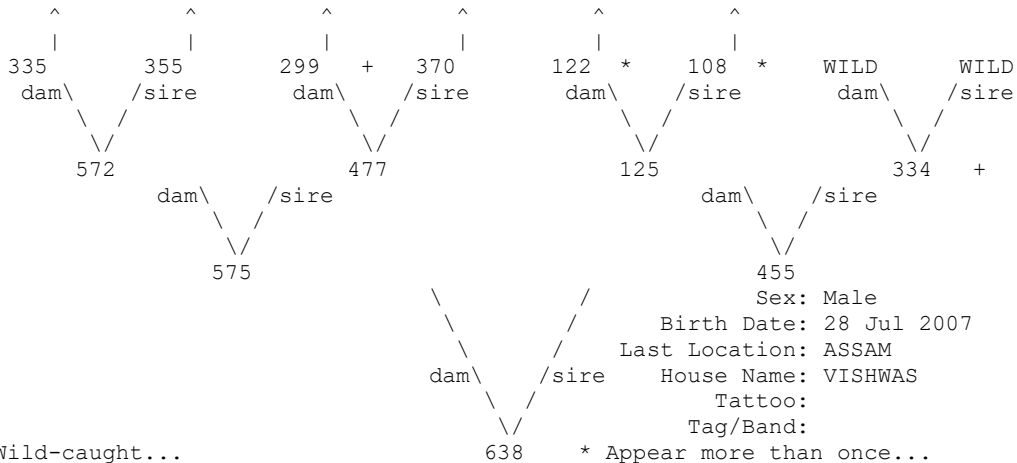 ^ ^ ^ ^ ^ ^
| | | | | |
335 355 299 + 370 122 * 108 * WILD WILD
dam\ /sire dam\ /sire dam\ /sire dam\ /sire
\ / \ / \ / \ /
\/ \/ \/ \/
572 477 125 334 +
dam\ /sire dam\ /sire
\ / \ /
\/ \/
575 455
\ / Sex: Male
\ / Birth Date: 28 Jul 2007
\ / Last Location: ASSAM
dam\ /sire House Name: VISHWAS
\ / Tattoo:
\/ Tag/Band:
Wild-caught... 638 * Appear more than once...